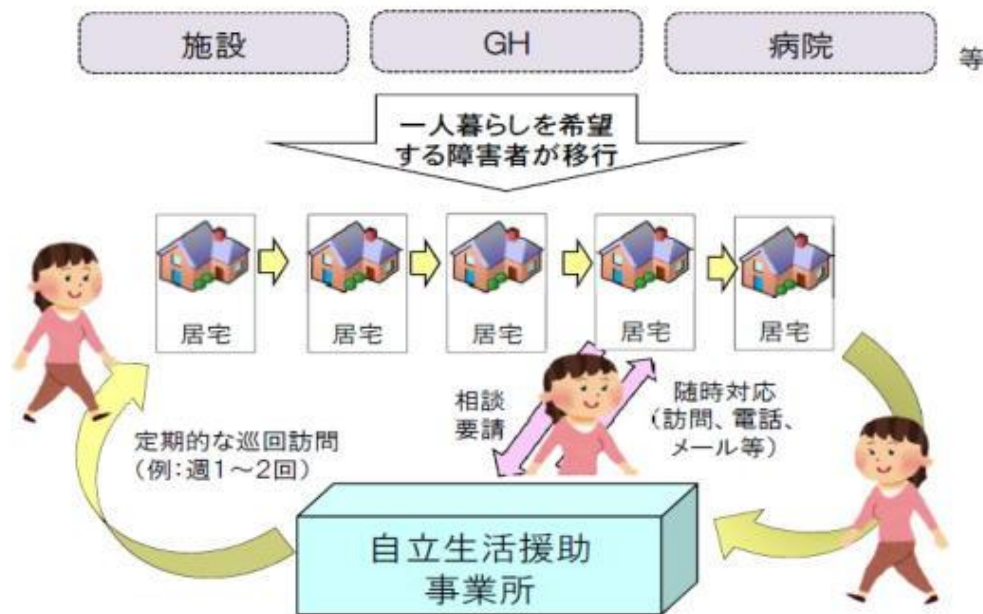 施設
GH
病院
等
一人暮らしを希望
する障害者が移行
居宅
居宅
居宅
居宅
居宅
定期的な巡回訪問
（例：週1～2回）
相談
要請
随時対応
（訪問、電話、
メール等）
自立生活援助
事業所